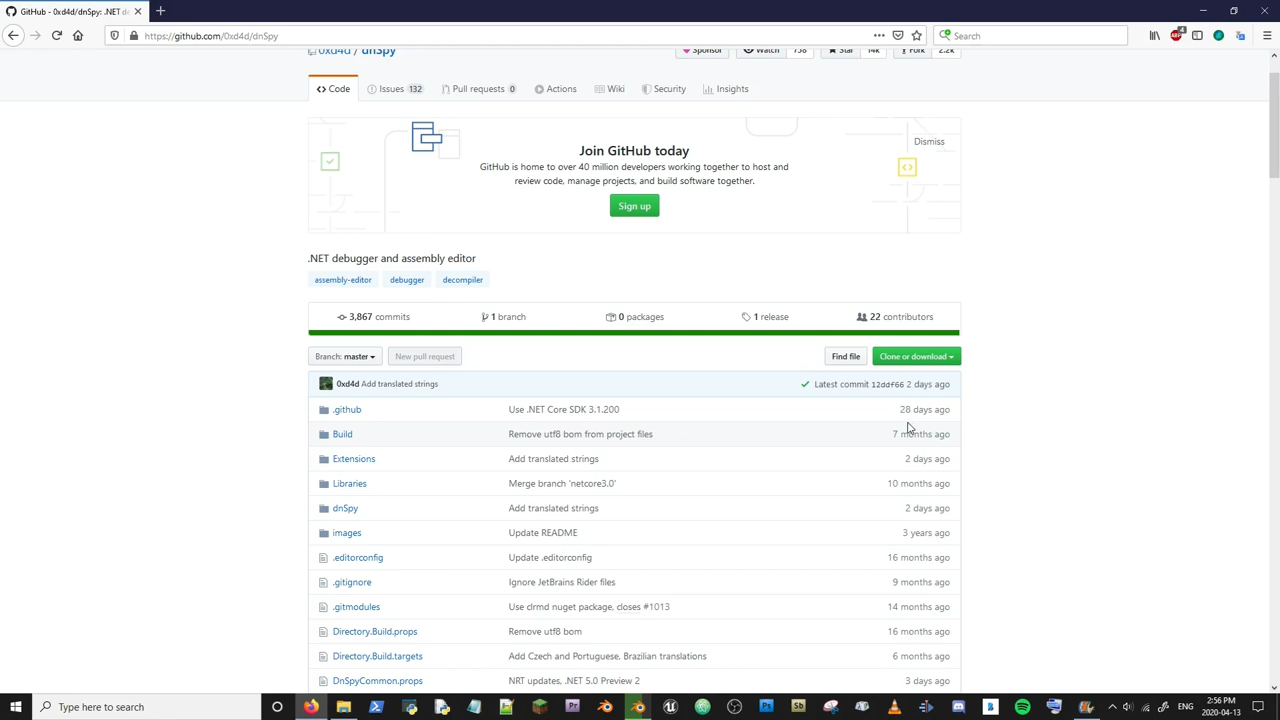 GitHub - 0xd4d/dnSpy: .NET de
https://github.com/0xd4d/dnSpy
Search
4
0xd4d / dnSpy
Sponsor
Watch 758
Star 14k
Fork 2.2k
Code
Issues 132
Pull requests 0
Actions
Wiki
Security
Insights
Join GitHub today
Dismiss
GitHub is home to over 40 million developers working together to host and
review code, manage projects, and build software together.
Sign up
.NET debugger and assembly editor
assembly-editor debugger decompiler
3,867 commits 1 branch 0 packages 1 release 22 contributors
Branch: master New pull request Find file Clone or download
0xd4d Add translated strings Latest commit 12ddf66 2 days ago
.github Use .NET Core SDK 3.1.200 28 days ago
Build Remove utf8 bom from project files 7 months ago
Extensions Add translated strings 2 days ago
Libraries Merge branch 'netcore3.0' 10 months ago
dnSpy Add translated strings 2 days ago
images Update README 3 years ago
.editorconfig Update .editorconfig 16 months ago
.gitignore Ignore JetBrains Rider files 9 months ago
.gitmodules Use clrmd nuget package, closes #1013 14 months ago
Directory.Build.props Remove utf8 bom 16 months ago
Directory.Build.targets Add Czech and Portuguese, Brazilian translations 6 months ago
DnSpyCommon.props NRT updates, .NET 5.0 Preview 2 3 days ago
Type here to search
Pr
Ps
Sb
ENG
2:56 PM
2020-04-13